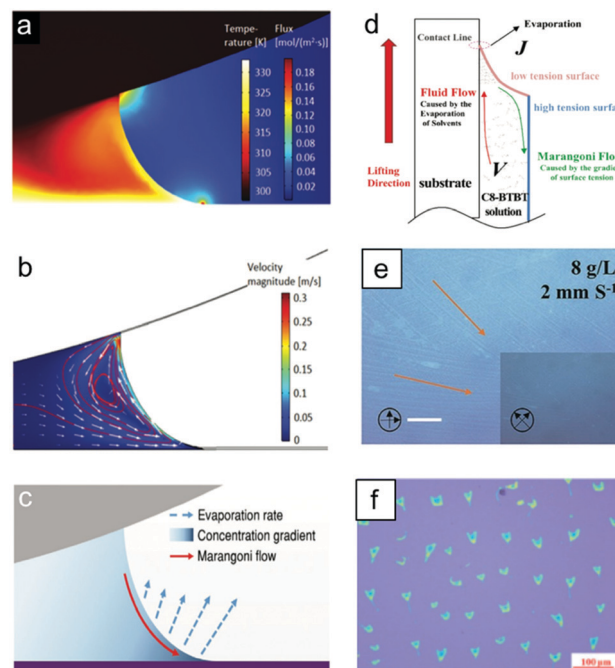 a
Tempe-
rature [K]
Flux
[mol/(m²·s)]
330
325
320
315
310
305
300
298
0.18
0.16
0.14
0.12
0.10
0.08
0.06
0.04
0.02
b
Velocity
magnitude [m/s]
0.3
0.25
0.2
0.15
0.1
0.05
0
c
Evaporation rate
Concentration gradient
Marangoni flow
d
Evaporation
Contact Line
J
low tension surface
Fluid Flow
Caused by the
Evaporation
of Solvents
high tension surfa
Marangoni Flo
Caused by the gradie
of surface tension
Lifting
Direction
substrate
V
C8-BTBT
solution
e
8 g/L
2 mm S⁻¹
f
100 μm